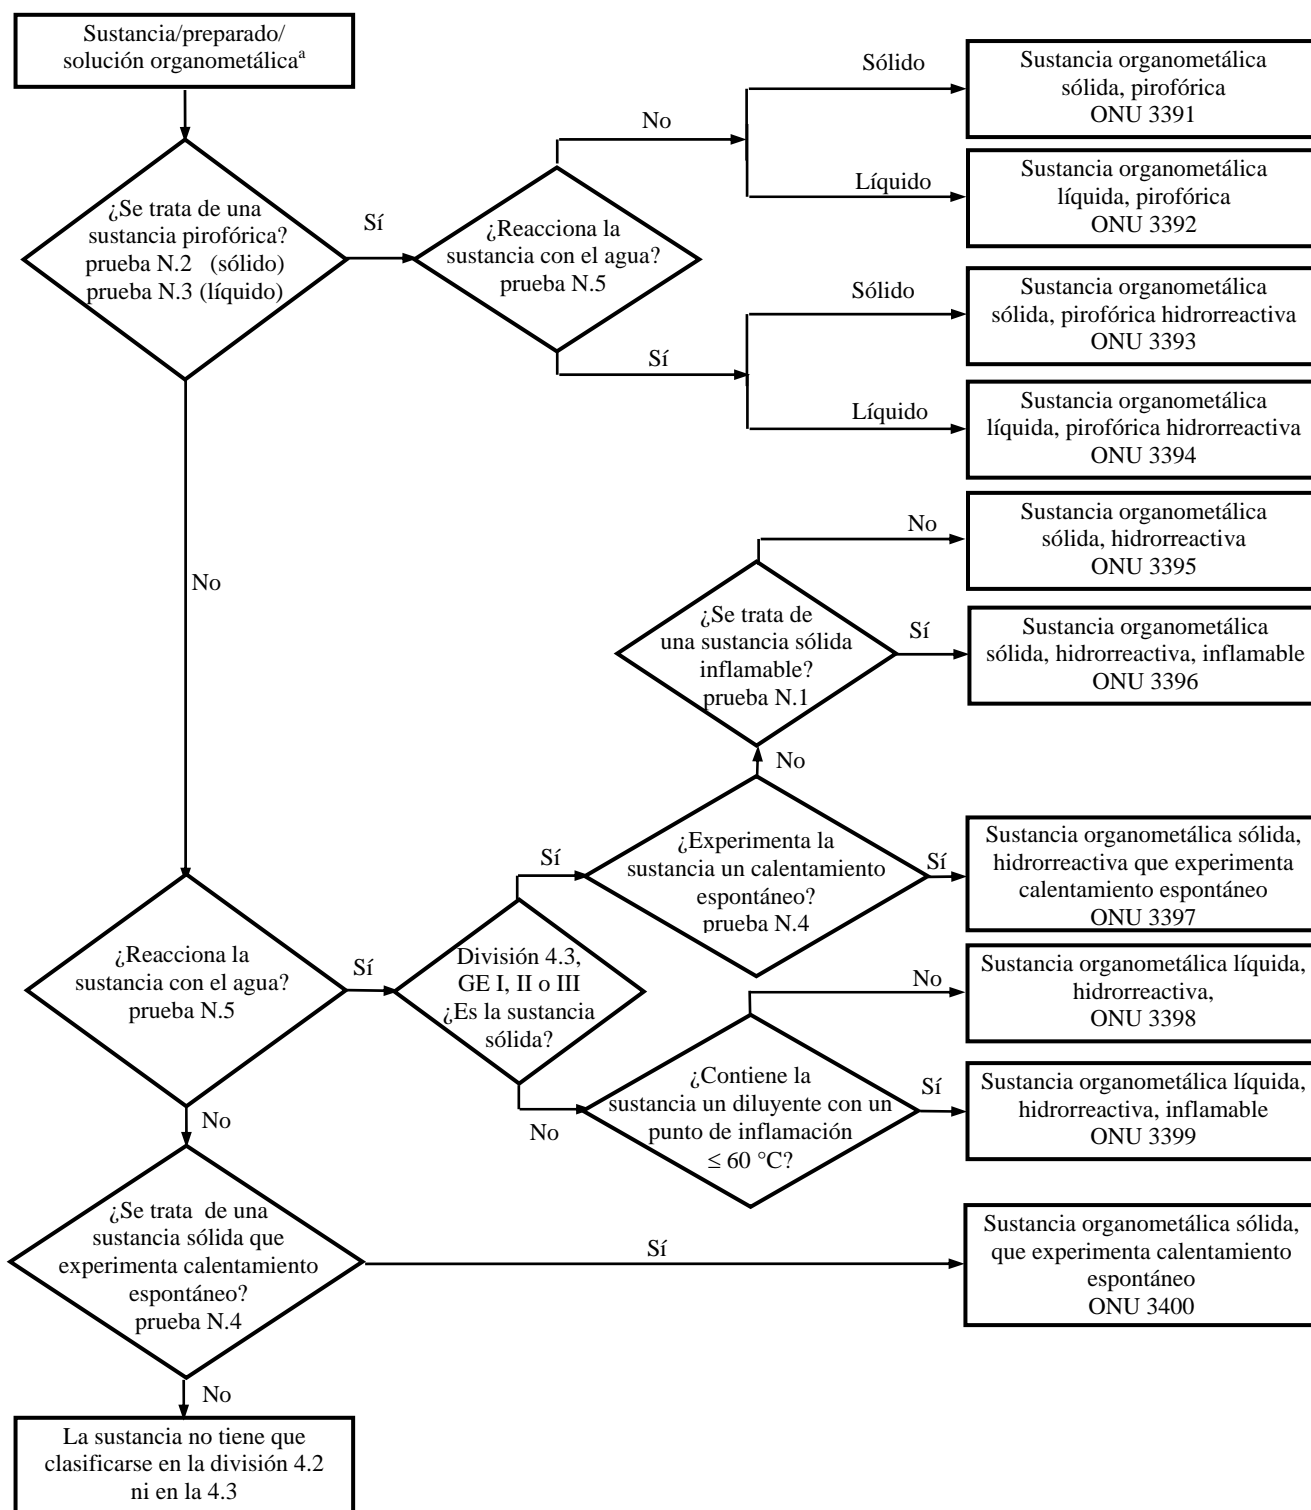 Sustancia/preparado/
solución organometálicaª
¿Se trata de una
sustancia pirofórica?
prueba N.2 (sólido)
prueba N.3 (líquido)
Sí
¿Reacciona la
sustancia con el agua?
prueba N.5
No
Sólido
Sustancia organometálica
sólida, pirofórica
ONU 3391
Líquido
Sustancia organometálica
líquida, pirofórica
ONU 3392
Sí
Sólido
Sustancia organometálica
sólida, pirofórica hidrorreactiva
ONU 3393
Líquido
Sustancia organometálica
líquida, pirofórica hidrorreactiva
ONU 3394
No
No
Sustancia organometálica
sólida, hidrorreactiva
ONU 3395
¿Se trata de
una sustancia sólida
inflamable?
prueba N.1
Sí
Sustancia organometálica
sólida, hidrorreactiva, inflamable
ONU 3396
No
¿Experimenta la
sustancia un calentamiento
espontáneo?
prueba N.4
Sí
Sustancia organometálica sólida,
hidrorreactiva que experimenta
calentamiento espontáneo
ONU 3397
¿Reacciona la
sustancia con el agua?
prueba N.5
Sí
División 4.3,
GE I, II o III
¿Es la sustancia
sólida?
Sí
No
¿Contiene la
sustancia un diluyente con un
punto de inflamación
≤ 60 °C?
No
Sustancia organometálica líquida,
hidrorreactiva,
ONU 3398
Sí
Sustancia organometálica líquida,
hidrorreactiva, inflamable
ONU 3399
No
¿Se trata de una
sustancia sólida que
experimenta calentamiento
espontáneo?
prueba N.4
Sí
Sustancia organometálica sólida,
que experimenta calentamiento
espontáneo
ONU 3400
No
La sustancia no tiene que
clasificarse en la división 4.2
ni en la 4.3